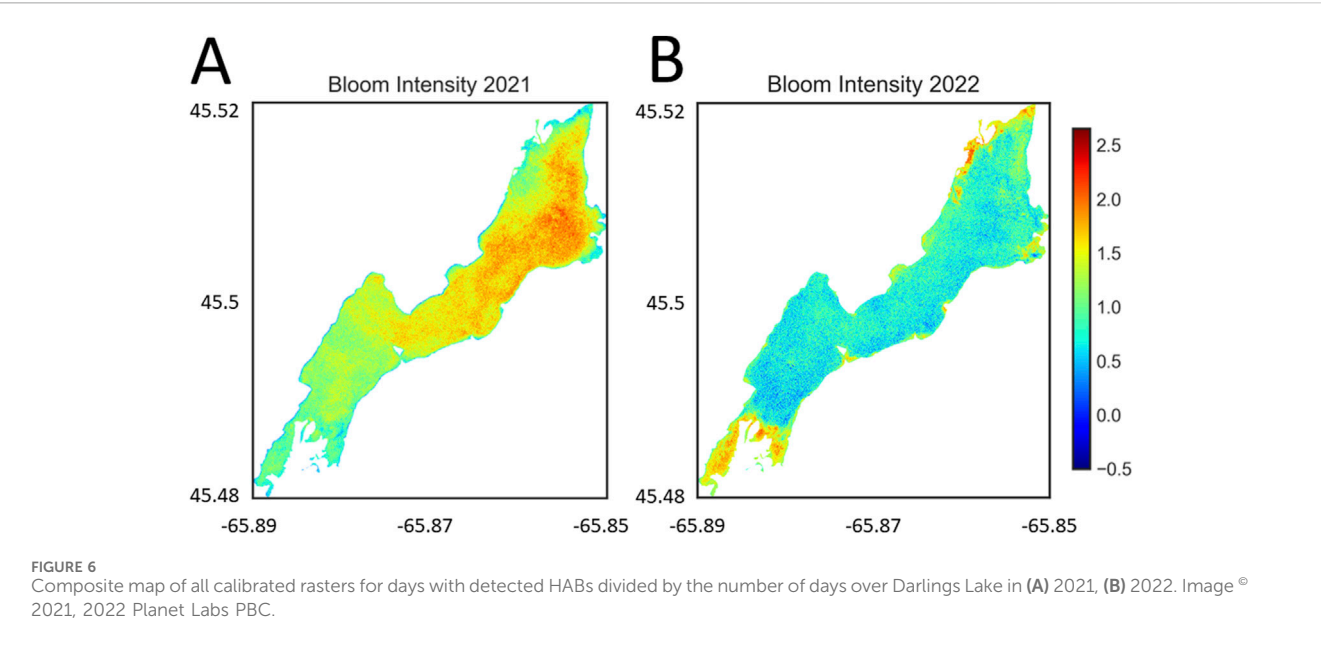 A
B
Bloom Intensity 2021
Bloom Intensity 2022
45.52
45.5
45.48
-65.89
-65.87
-65.85
45.52
45.5
45.48
-65.89
-65.87
-65.85
2.5
2.0
1.5
1.0
0.5
0.0
−0.5
FIGURE 6
Composite map of all calibrated rasters for days with detected HABs divided by the number of days over Darlings Lake in (A) 2021, (B) 2022. Image ©
2021, 2022 Planet Labs PBC.